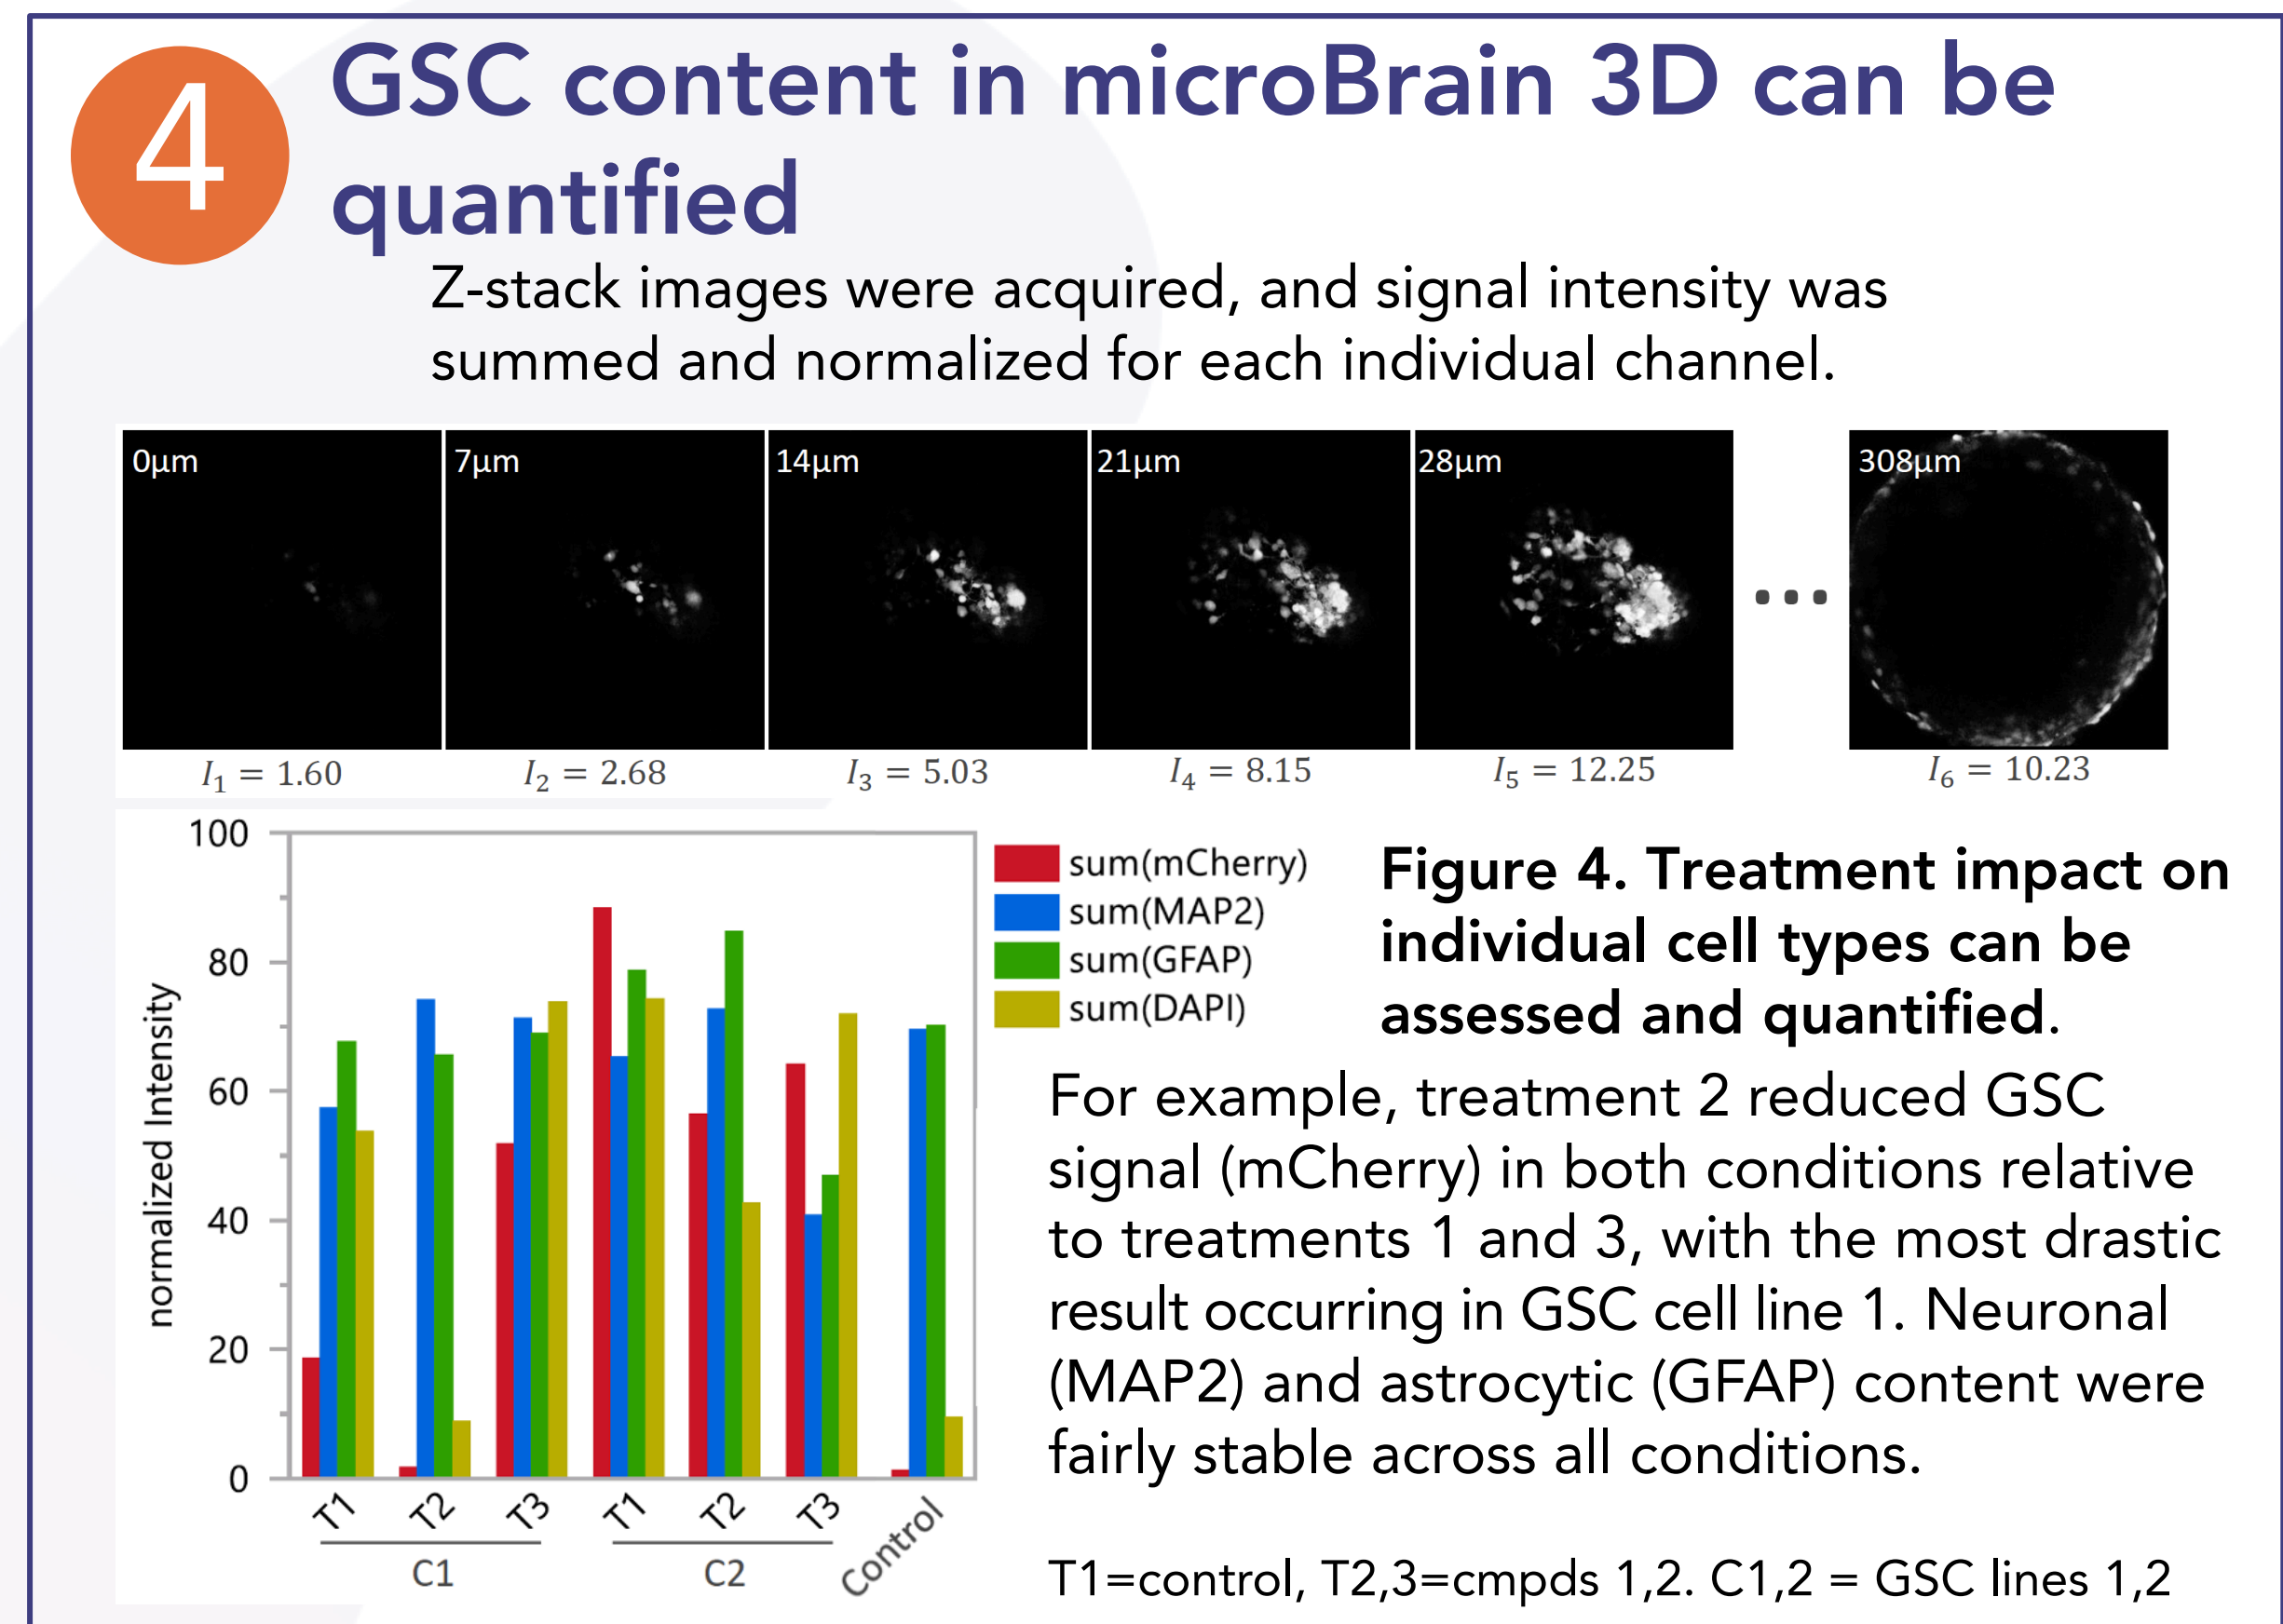 4
GSC content in microBrain 3D can be
quantified
Z-stack images were acquired, and signal intensity was
summed and normalized for each individual channel.
0µm
7µm
14µm
21µm
28µm
308µm
I₁ = 1.60
I₂ = 2.68
I₃ = 5.03
I₄ = 8.15
I₅ = 12.25
I₆ = 10.23
normalized Intensity
100
80
60
40
20
0
T1
T2
T3
T1
T2
T3
Control
C1
C2
sum(mCherry)
sum(MAP2)
sum(GFAP)
sum(DAPI)
Figure 4. Treatment impact on
individual cell types can be
assessed and quantified.
For example, treatment 2 reduced GSC
signal (mCherry) in both conditions relative
to treatments 1 and 3, with the most drastic
result occurring in GSC cell line 1. Neuronal
(MAP2) and astrocytic (GFAP) content were
fairly stable across all conditions.
T1=control, T2,3=cmpds 1,2. C1,2 = GSC lines 1,2